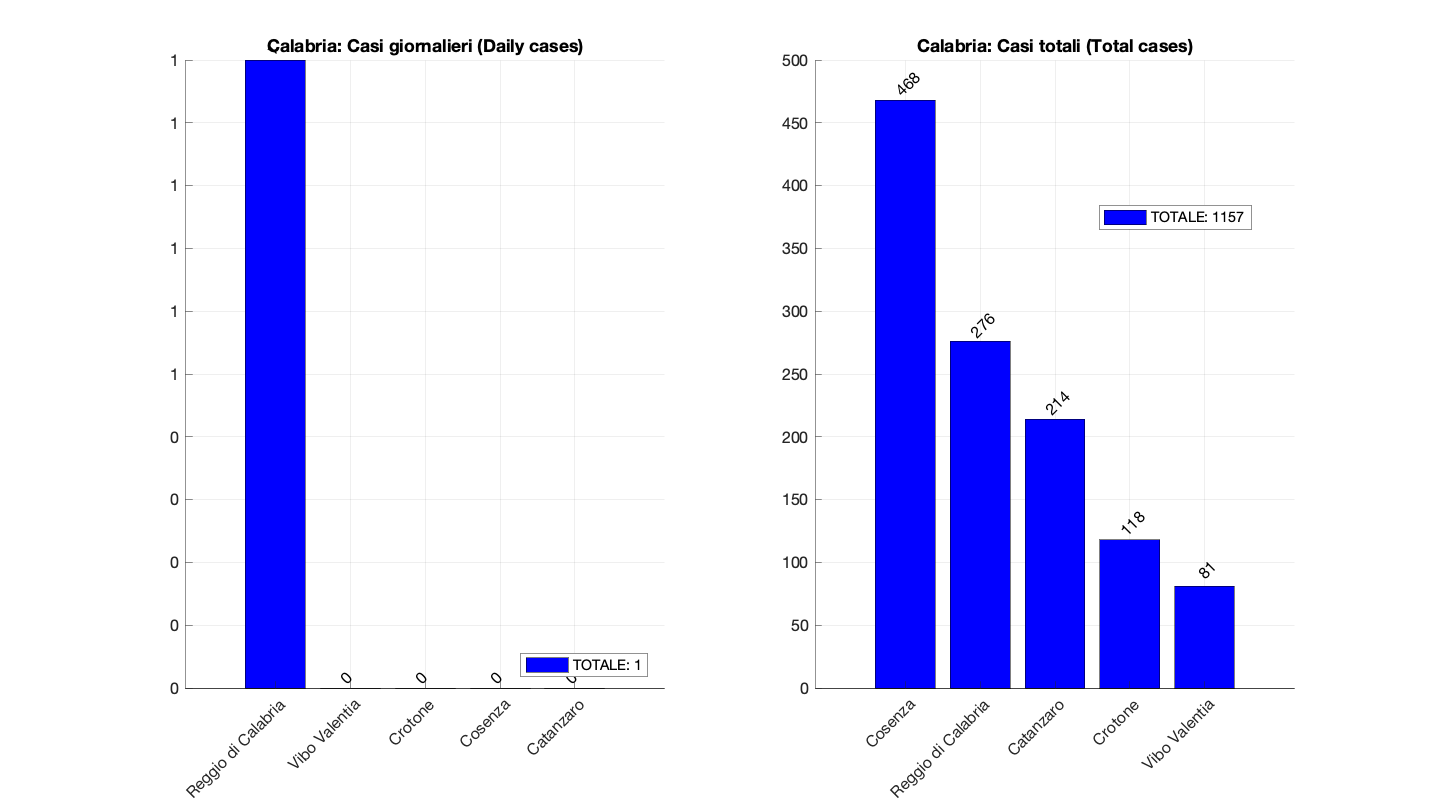 Calabria: Casi giornalieri (Daily cases)
1
1
1
1
1
1
0
0
0
0
0
0
0
0
0
TOTALE: 1
Reggio di Calabria
Vibo Valentia
Crotone
Cosenza
Catanzaro
Calabria: Casi totali (Total cases)
500
450
400
350
300
250
200
150
100
50
0
468
276
214
118
81
TOTALE: 1157
Cosenza
Reggio di Calabria
Catanzaro
Crotone
Vibo Valentia